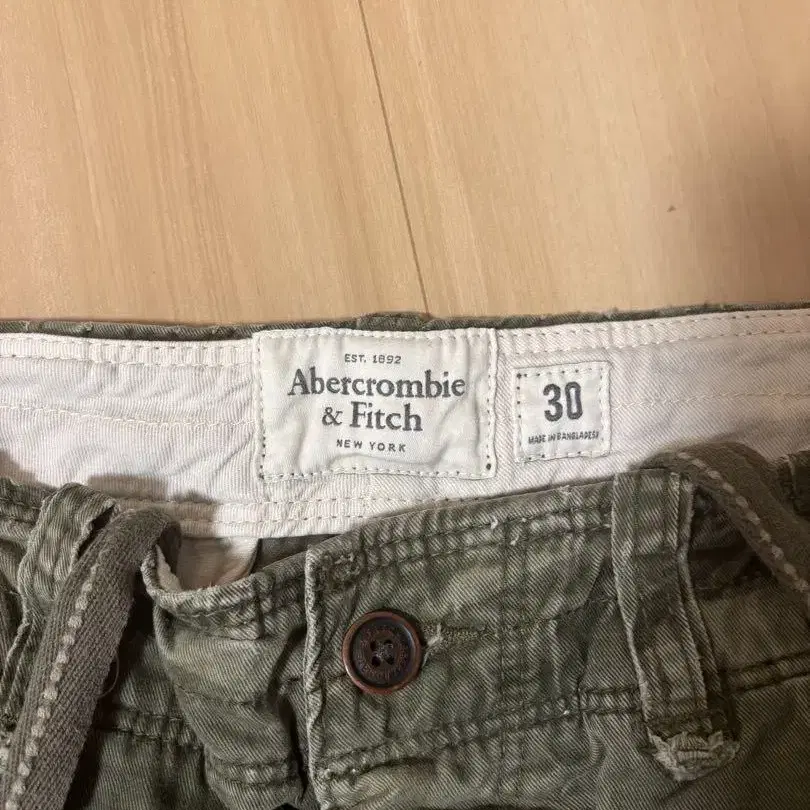 EST. 1892
Abercrombie
& Fitch
NEW YORK
30
MADE IN BANGLADESH